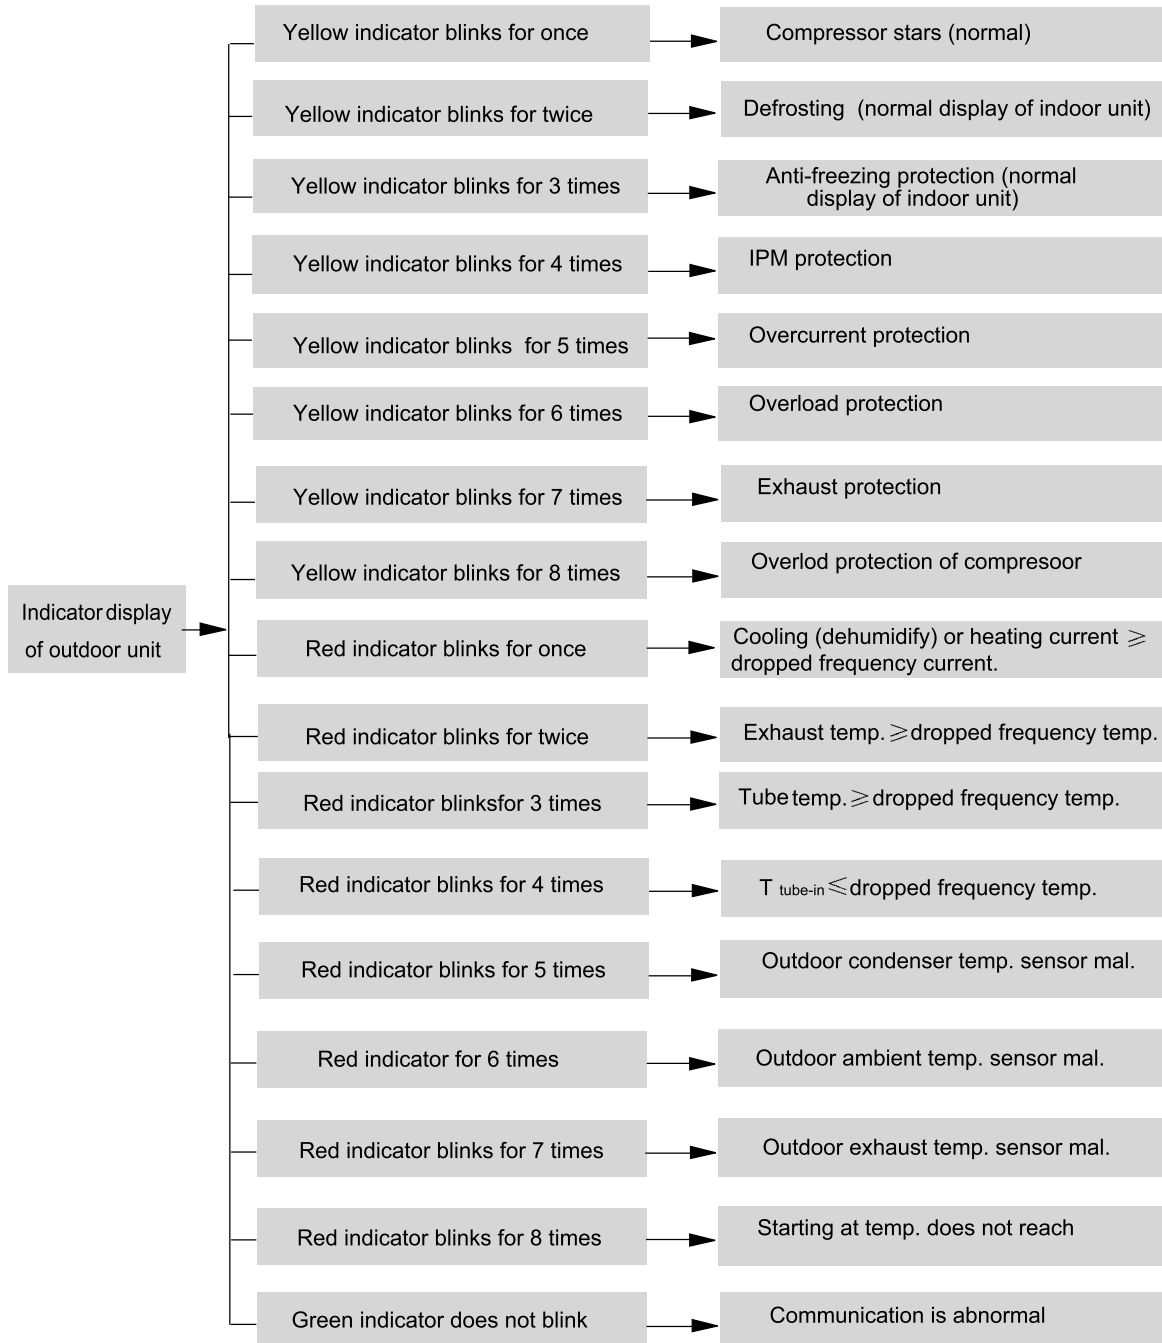 Yellow indicator blinks for once
Compressor stars (normal)
Yellow indicator blinks for twice
Defrosting (normal display of indoor unit)
Yellow indicator blinks for 3 times
Anti-freezing protection (normal
display of indoor unit)
Yellow indicator blinks for 4 times
IPM protection
Yellow indicator blinks for 5 times
Overcurrent protection
Yellow indicator blinks for 6 times
Overload protection
Yellow indicator blinks for 7 times
Exhaust protection
Yellow indicator blinks for 8 times
Overlod protection of compresoor
Indicator display
of outdoor unit
Red indicator blinks for once
Cooling (dehumidify) or heating current ⩾
dropped frequency current.
Red indicator blinks for twice
Exhaust temp. ⩾dropped frequency temp.
Red indicator blinksfor 3 times
Tube temp. ⩾dropped frequency temp.
Red indicator blinks for 4 times
T tube-in ⩽dropped frequency temp.
Red indicator blinks for 5 times
Outdoor condenser temp. sensor mal.
Red indicator for 6 times
Outdoor ambient temp. sensor mal.
Red indicator blinks for 7 times
Outdoor exhaust temp. sensor mal.
Red indicator blinks for 8 times
Starting at temp. does not reach
Green indicator does not blink
Communication is abnormal